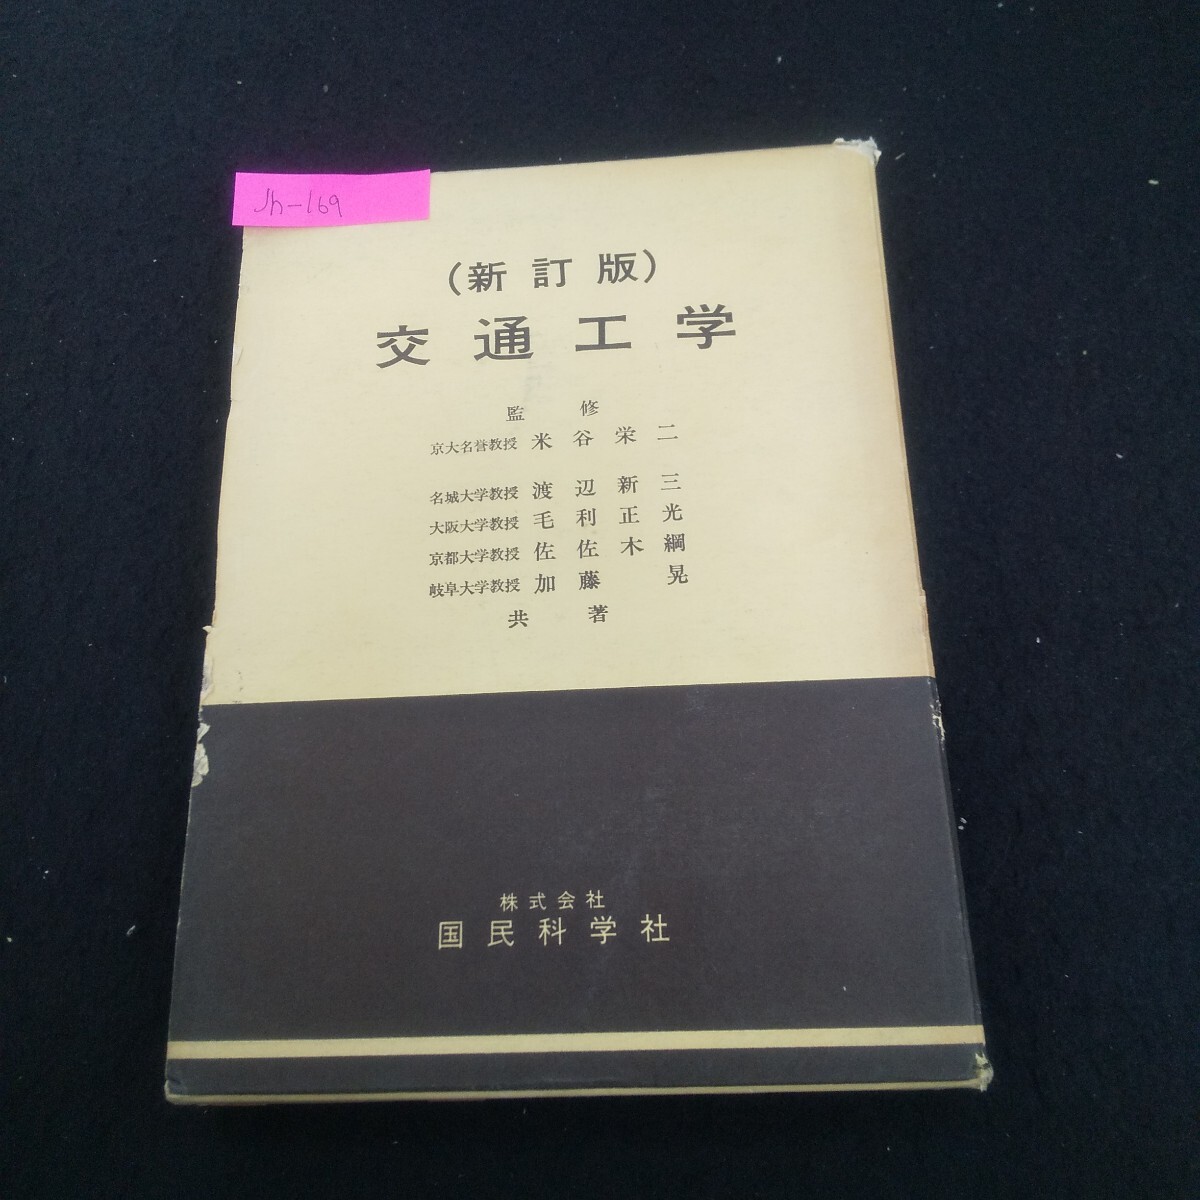 Jh-169
(新訂版)
交通工学
監修
京大名誉教授 米谷栄二
名城大学教授 渡辺新三
大阪大学教授 毛利正光
京都大学教授 佐佐木綱
岐阜大学教授 加藤晃
共著
株式会社
国民科学社